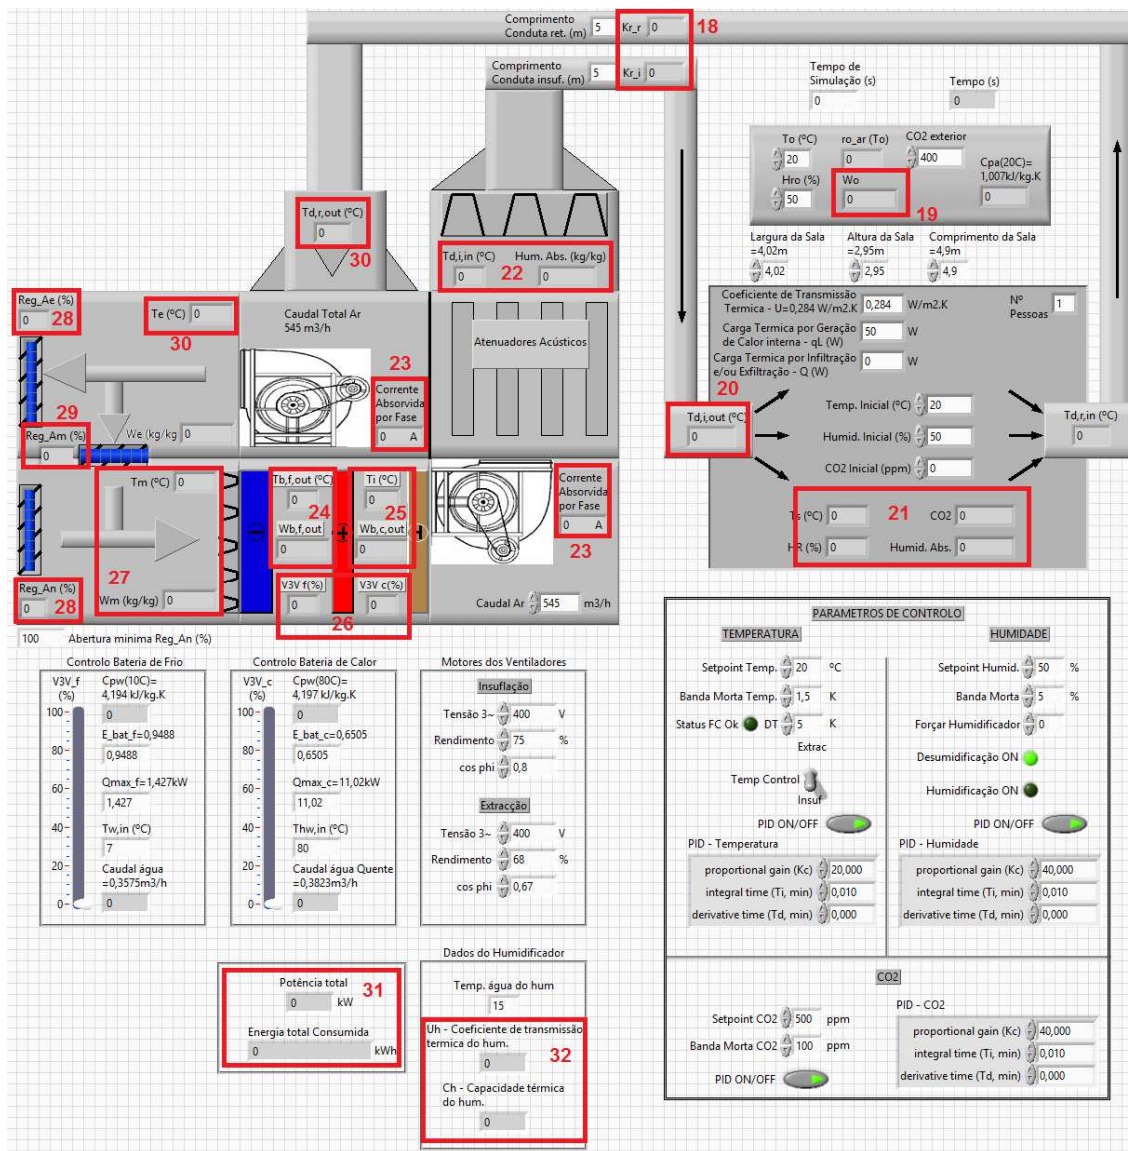 Comprimento
Conduta ret. (m) 5 Kr_r 0 18
Comprimento
Conduta insuf. (m) 5 Kr_i 0
Tempo de
Simulação (s)
0
Tempo (s)
0
To (ºC)
20
ro_ar (To)
0
CO2 exterior
400
Cpa(20C)=
1,007kJ/kg.K
0
Hro (%)
50
Wo
0
19
Largura da Sala
=4,02m
4,02
Altura da Sala
=2,95m
2,95
Comprimento da Sala
=4,9m
4,9
Td,r,out (ºC)
0
30
Td,i,in (ºC) Hum. Abs. (kg/kg)
0 22 0
Reg_Ae (%)
0 28
Te (ºC) 0
30
Caudal Total Ar
545 m3/h
Atenuadores Acústicos
23
Corrente
Absorvida
por Fase
0 A
29
Reg_Am (%)
0
We (kg/kg 0
Coeficiente de Transmissão
Termica - U=0,284 W/m2.K 0,284 W/m2.K
Nº
Pessoas 1
Carga Termica por Geração
de Calor interna - qL (W) 50 W
Carga Termica por Infiltração
e/ou Exfiltração - Q (W) 0 W
20
Td,i,out (ºC)
0
Temp. Inicial (ºC) 20
Humid. Inicial (%) 50
CO2 Inicial (ppm) 0
Td,r,in (ºC)
0
Ts (ºC) 0 21 CO2 0
HR (%) 0 Humid. Abs. 0
Tm (ºC) 0
27
Wm (kg/kg) 0
Tb,f,out (ºC)
0
24
Wb,f,out
0
Ti (ºC)
0
25
Wb,c,out
0
Corrente
Absorvida
por Fase
0 A
23
Reg_An (%)
0 28
V3V f(%) V3V c(%)
0 0
26
Caudal Ar 545 m3/h
100 Abertura minima Reg_An (%)
Controlo Bateria de Frio
V3V_f
(%)
100
80
60
40
20
0
Cpw(10C)=
4,194 kJ/kg.K
0
E_bat_f=0,9488
0,9488
Qmax_f=1,427kW
1,427
Tw,in (ºC)
7
Caudal água
=0,3575m3/h
0
Controlo Bateria de Calor
V3V_c
(%)
100
80
60
40
20
0
Cpw(80C)=
4,197 kJ/kg.K
0
E_bat_c=0,6505
0,6505
Qmax_c=11,02kW
11,02
Thw,in (ºC)
80
Caudal água Quente
=0,3823m3/h
0
Motores dos Ventiladores
Insuflação
Tensão 3~ 400 V
Rendimento 75 %
cos phi 0,8
Extracção
Tensão 3~ 400 V
Rendimento 68 %
cos phi 0,67
PARAMETROS DE CONTROLO
TEMPERATURA
Setpoint Temp. 20 ºC
Banda Morta Temp. 1,5 K
Status FC Ok DT 5 K
Extrac
Temp Control
Insuf
PID ON/OFF
PID - Temperatura
proportional gain (Kc) 20,000
integral time (Ti, min) 0,010
derivative time (Td, min) 0,000
HUMIDADE
Setpoint Humid. 50 %
Banda Morta 5 %
Forçar Humidificador 0
Desumidificação ON
Humidificação ON
PID ON/OFF
PID - Humidade
proportional gain (Kc) 40,000
integral time (Ti, min) 0,010
derivative time (Td, min) 0,000
CO2
Setpoint CO2 500 ppm
Banda Morta CO2 100 ppm
PID ON/OFF
PID - CO2
proportional gain (Kc) 40,000
integral time (Ti, min) 0,010
derivative time (Td, min) 0,000
Potência total
0 kW
31
Energia total Consumida
0 kWh
Dados do Humidificador
Temp. água do hum
15
Uh - Coeficiente de transmissão
termica do hum.
0
32
Ch - Capacidade térmica
do hum.
0